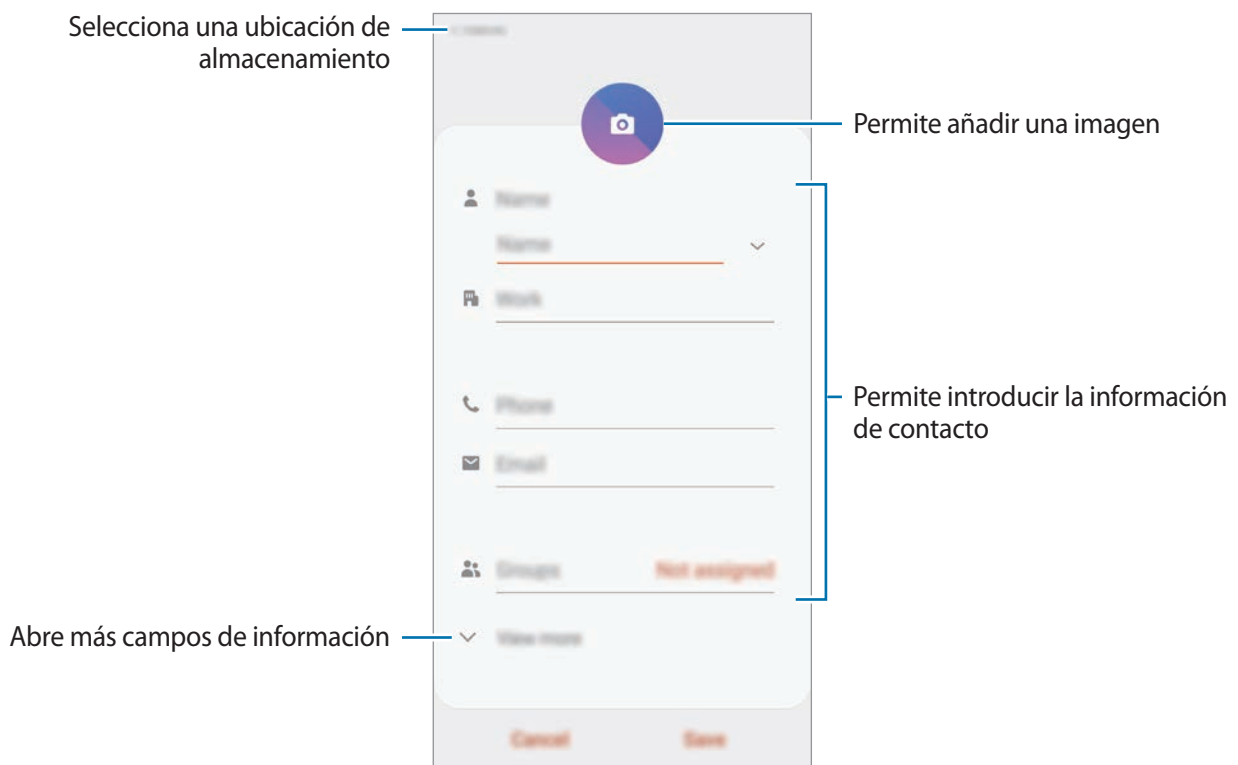 Selecciona una ubicación de
almacenamiento
Permite añadir una imagen
Name
Name
Work
Phone
Permite introducir la información
de contacto
Email
Groups Not assigned
Abre más campos de información
View more
Cancel Save